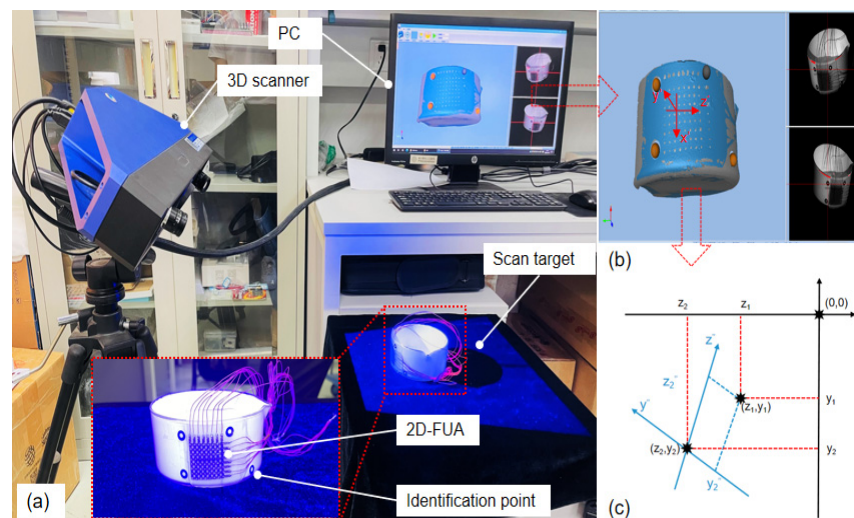 PC
3D scanner
Scan target
2D-FUA
Identification point
(a)
y'
z'
x'
(b)
z₂
z₁
(0,0)
z''
z₂''
y''
(z₁,y₁)
y₁
(z₂,y₂)
y₂
y₂''
(c)